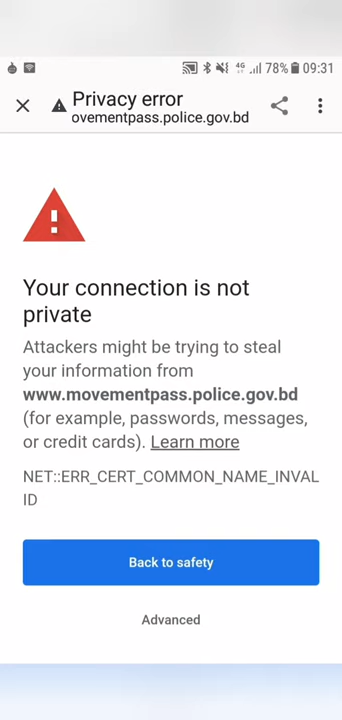 4G 78% 09:31
Privacy error
ovementpass.police.gov.bd
Your connection is not
private
Attackers might be trying to steal
your information from
www.movementpass.police.gov.bd
(for example, passwords, messages,
or credit cards). Learn more
NET::ERR_CERT_COMMON_NAME_INVAL
ID
Back to safety
Advanced